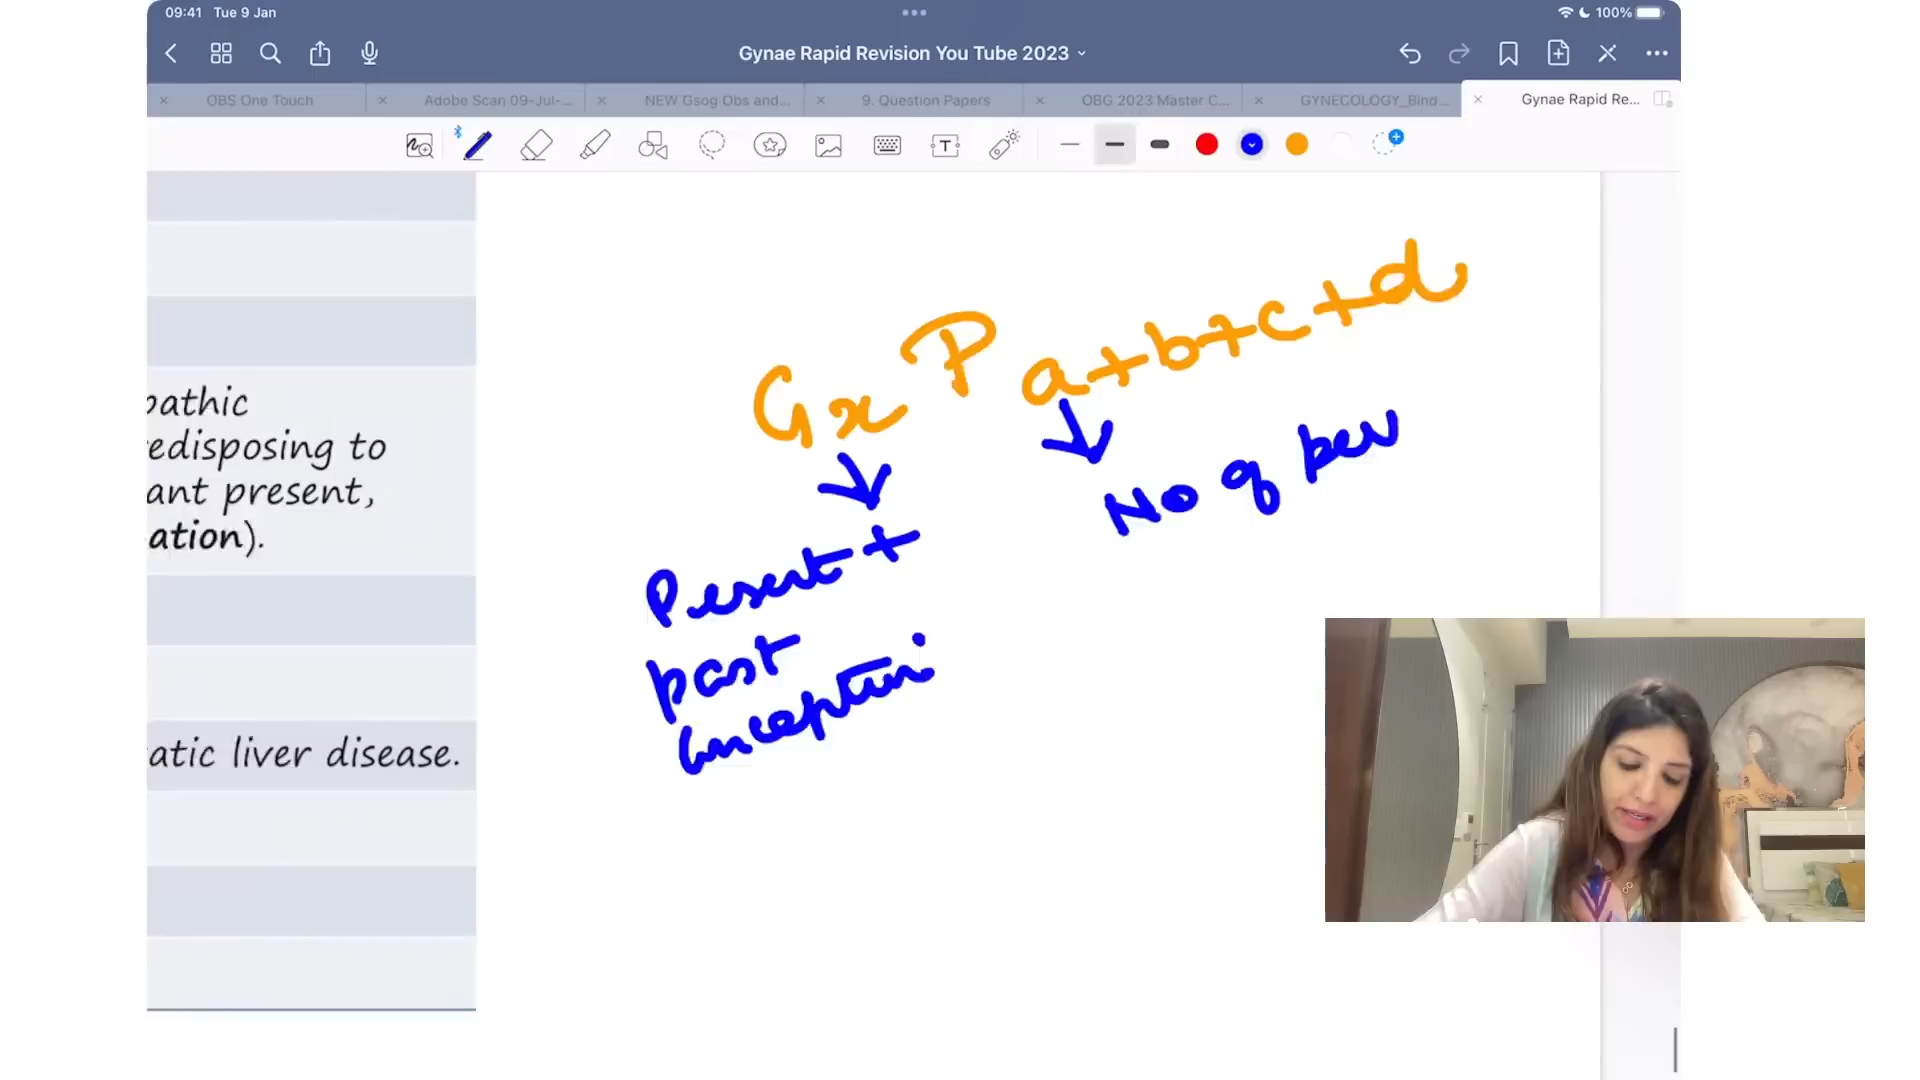 09:41 Tue 9 Jan
100%
Gynae Rapid Revision You Tube 2023
OBS One Touch
Adobe Scan 09-Jul-...
NEW Gsog Obs and...
9. Question Papers
OBG 2023 Master C...
GYNECOLOGY_Bind...
Gynae Rapid Re...
T
pathic
edisposing to
ant present,
ation).
atic liver disease.
Gx P a+b+c+d
No of
Present +
past